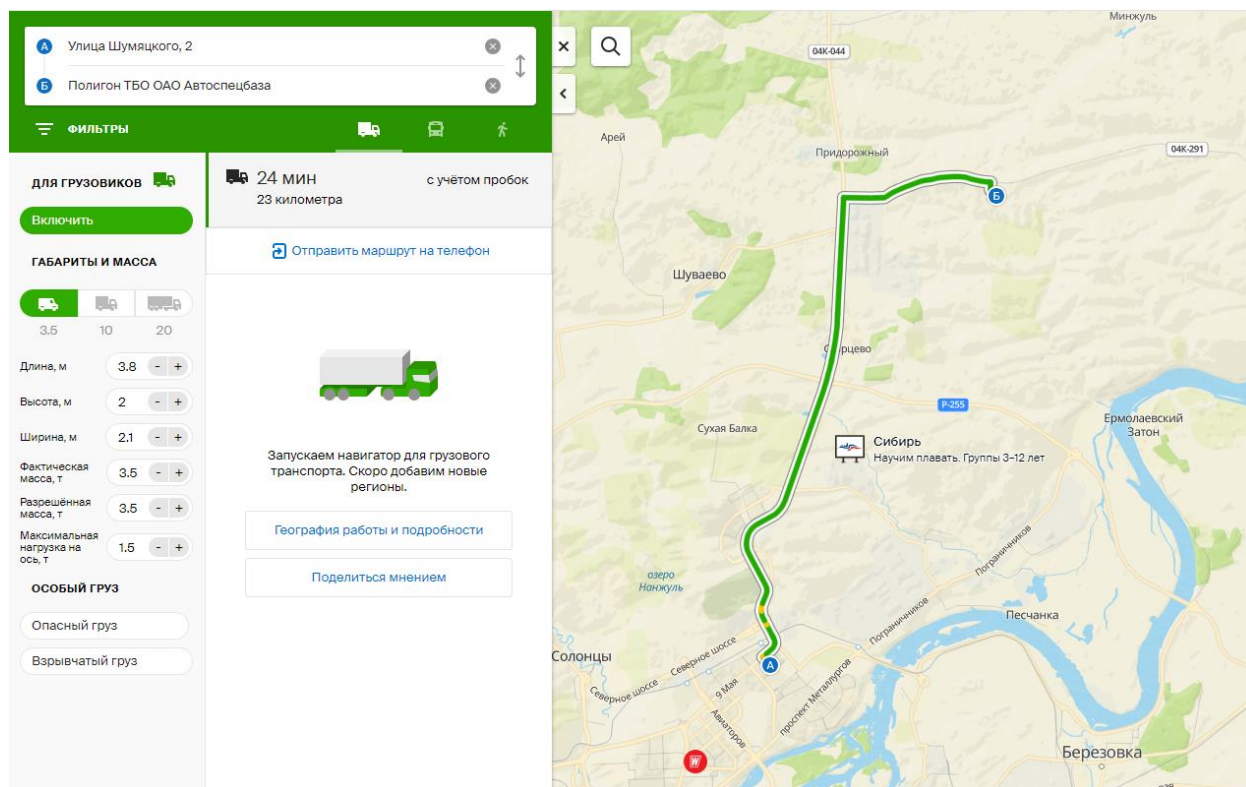 А Улица Шумяцкого, 2
Б Полигон ТБО ОАО Автоспецбаза
ФИЛЬТРЫ
ДЛЯ ГРУЗОВИКОВ
Включить
ГАБАРИТЫ И МАССА
3.5 10 20
Длина, м 3.8 - +
Высота, м 2 - +
Ширина, м 2.1 - +
Фактическая
масса, т 3.5 - +
Разрешённая
масса, т 3.5 - +
Максимальная
нагрузка на
ось, т 1.5 - +
ОСОБЫЙ ГРУЗ
Опасный груз
Взрывчатый груз
24 мин с учётом пробок
23 километра
Отправить маршрут на телефон
Запускаем навигатор для грузового
транспорта. Скоро добавим новые
регионы.
География работы и подробности
Поделиться мнением
Минжуль
04К-044
Арей
Придорожный
04К-291
Б
Шуваево
рцево
Р-255
Ермолаевский
Затон
Сухая Балка
Сибирь
Научим плавать. Группы 3-12 лет
Пограничников
озеро
Нанжуль
Песчанка
Пограничников
Солонцы
Северное шоссе
А
Северное шоссе
9 Мая
проспект Металлургов
Авиаторов
Березовка